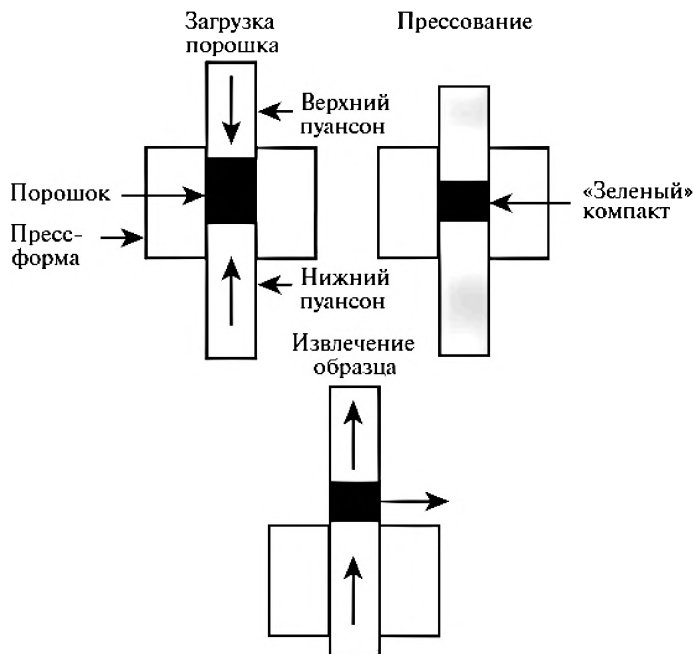 Загрузка
порошка
Прессование
Верхний
пуансон
Порошок
«Зеленый»
компакт
Пресс-
форма
Нижний
пуансон
Извлечение
образца